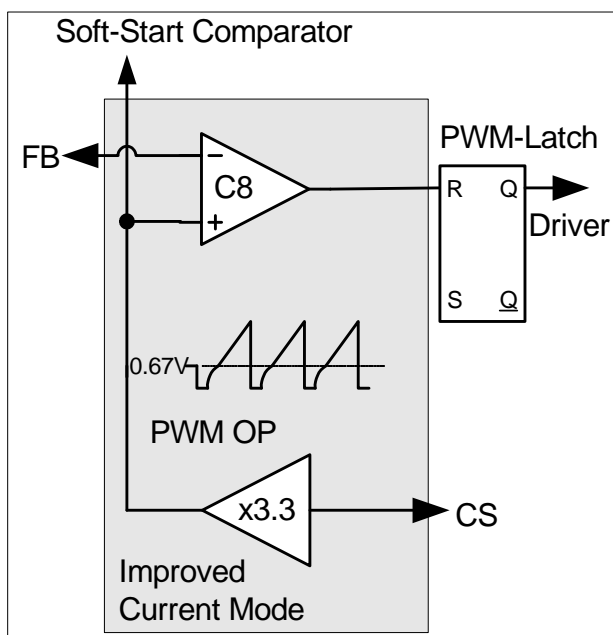 Soft-Start Comparator
FB
−
C8
+
PWM-Latch
R Q
Driver
S Q
0.67V
PWM OP
x3.3
CS
Improved
Current Mode